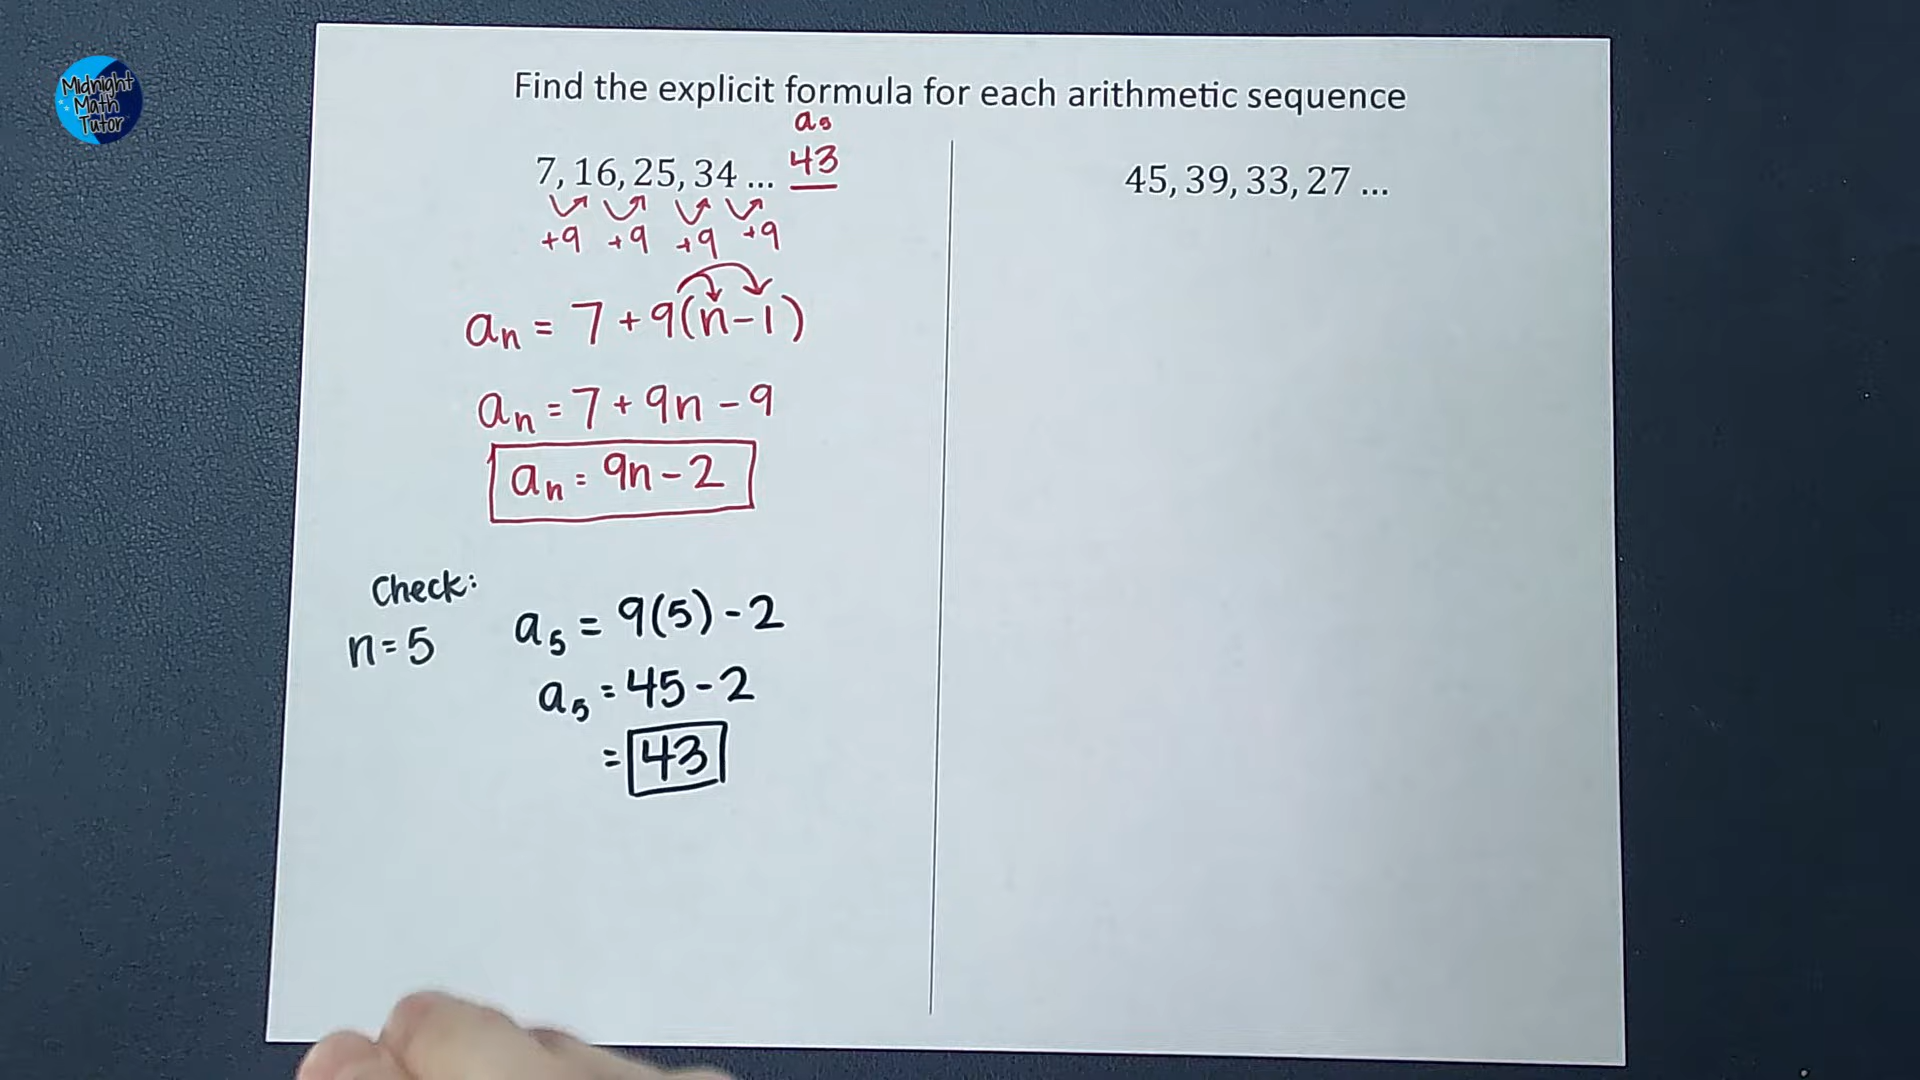 Midnight
Math
Tutor
Find the explicit formula for each arithmetic sequence
a₅
7, 16, 25, 34 ... 43
+9 +9 +9 +9
aₙ = 7 + 9(n-1)
aₙ = 7 + 9n - 9
aₙ = 9n - 2
Check:
n = 5
a₅ = 9(5) - 2
a₅ = 45 - 2
= 43
45, 39, 33, 27 ...